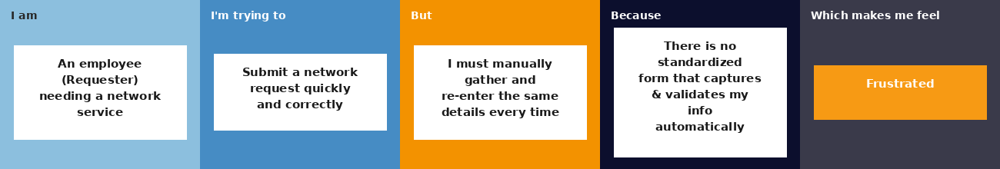 I am
An employee
(Requester)
needing a network
service
I'm trying to
Submit a network
request quickly
and correctly
But
I must manually
gather and
re-enter the same
details every time
Because
There is no
standardized
form that captures
& validates my
info
automatically
Which makes me feel
Frustrated